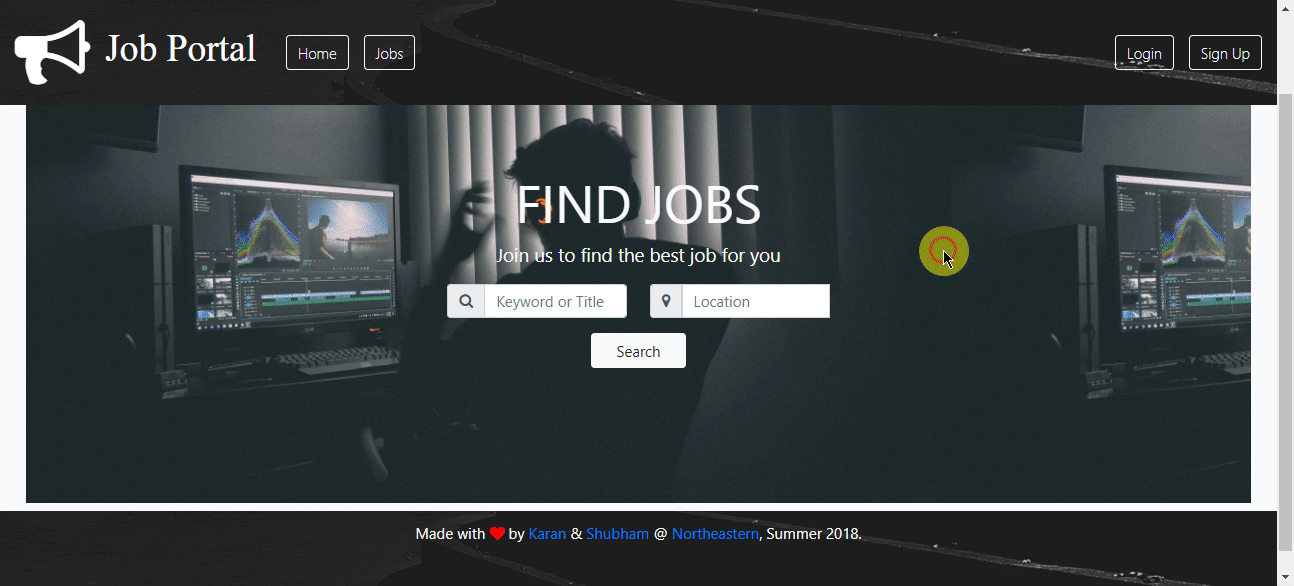 Job Portal
Home
Jobs
Login
Sign Up
FIND JOBS
Join us to find the best job for you
Keyword or Title
Location
Search
Made with ❤ by Karan & Shubham @ Northeastern, Summer 2018.